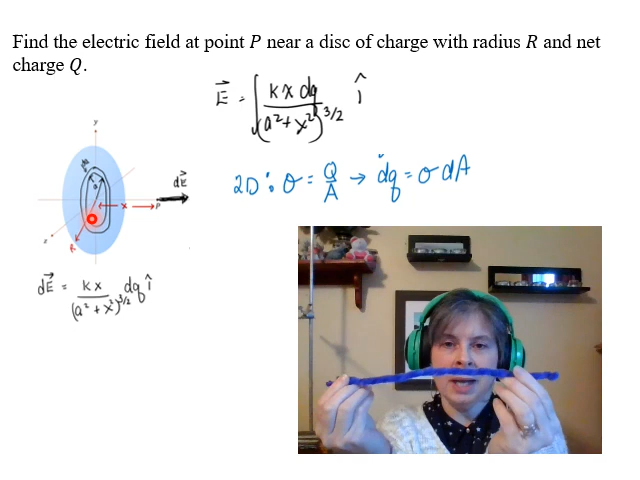 Find the electric field at point P near a disc of charge with radius R and net
charge Q.
E⃗ = ∫ kx dq / (a² + x²)^3/2 î
2D: σ = Q/A → dq = σ dA
y
dE⃗
a
x
P
z
R
dE⃗ = kx / (a² + x²)^3/2 dq î